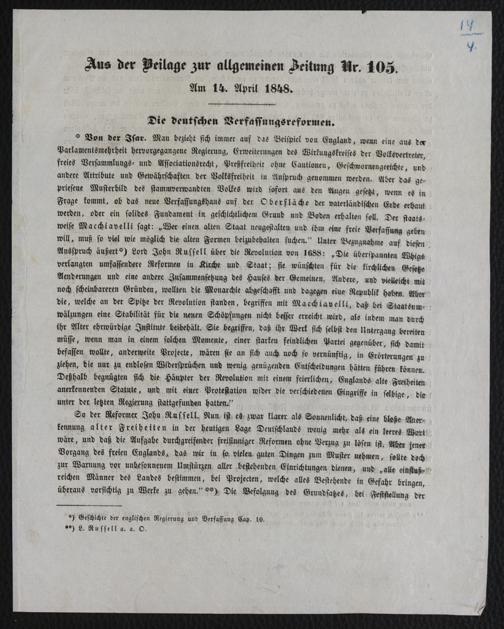 14
4.
Aus der Beilage zur allgemeinen Zeitung Nr. 105.
Am 14. April 1848.
Die deutschen Verfassungsreformen.
° Von der Isar. Man bezieht sich immer auf das Beispiel von England, wenn eine aus der
Parlamentsmehrheit hervorgegangene Regierung, Erweiterungen des Wirkungskreises der Volksvertreter,
freies Versammlungs- und Associationsrecht, Preßfreiheit ohne Cautionen, Geschwornengerichte, und
andere Attribute und Gewährschaften der Volksfreiheit in Anspruch genommen werden. Aber das ge-
priesene Musterbild des stammverwandten Volkes wird sofort aus den Augen gesetzt, wenn es in
Frage kommt, ob das neue Verfassungshaus auf der Oberfläche der vaterländischen Erde erbaut
werden, oder ein solides Fundament in geschichtlichem Grund und Boden erhalten soll. Der staats-
weise Macchiavelli sagt: „Wer einen alten Staat neugestalten und ihm eine freie Verfassung geben
will, muß so viel wie möglich die alten Formen beizubehalten suchen.“ Unter Bezugnahme auf diesen
Ausspruch äußert*) Lord John Russell über die Revolution von 1688: „Die überspannten Whigs
verlangten umfassendere Reformen in Kirche und Staat; sie wünschten für die kirchlichen Gesetze
Aenderungen und eine andere Zusammensetzung des Hauses der Gemeinen. Andere, und vielleicht mit
noch scheinbareren Gründen, wollten die Monarchie abgeschafft und dagegen eine Republik haben. Aber
die, welche an der Spitze der Revolution standen, begriffen mit Machiavelli, daß bei Staatsum-
wälzungen eine Stabilität für die neuen Schöpfungen nicht besser erreicht wird, als indem man durch
ihr Alter ehrwürdige Institute beibehält. Sie begriffen, daß ihr Werk sich selbst den Untergang bereiten
müsse, wenn man in einem solchen Momente, einer starken feindlichen Partei gegenüber, sich damit
befassen wollte, anderweite Projecte, wären sie an sich auch noch so vernünftig, in Erörterungen zu
ziehen, die nur zu endlosen Widersprüchen und wenig genügenden Entscheidungen hätten führen können.
Deßhalb begnügten sich die Häupter der Revolution mit einem feierlichen, Englands alte Freiheiten
anerkennenden Statute, und mit einer Protestation wider die verschiedenen Eingriffe in selbige, die
unter der letzten Regierung stattgefunden hatten.“
So der Reformer John Russell. Nun ist es zwar klarer als Sonnenlicht, daß eine bloße Aner-
kennung alter Freiheiten in der heutigen Lage Deutschlands wenig mehr als ein leeres Wort
wäre, und daß die Aufgabe durchgreifender freisinniger Reformen ohne Verzug zu lösen ist. Aber jener
Vorgang des freien Englands, das wir in so vielen guten Dingen zum Muster nehmen, sollte doch
zur Warnung vor unbesonnenem Umstürzen aller bestehenden Einrichtungen dienen, und „alle einfluß-
reichen Männer des Landes bestimmen, bei Projecten, welche alles Bestehende in Gefahr bringen,
überaus vorsichtig zu Werke zu gehen.“**) Die Befolgung des Grundsatzes, bei Feststellung der
*) Geschichte der englischen Regierung und Verfassung Cap. 10.
**) L. Russell a. a. O.